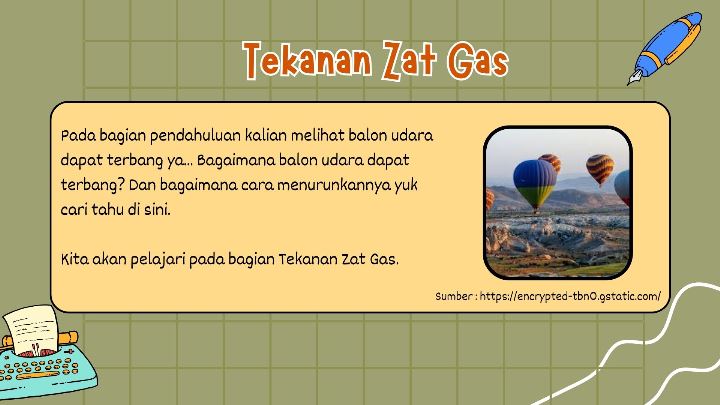 Tekanan Zat Gas
Pada bagian pendahuluan kalian melihat balon udara
dapat terbang ya... Bagaimana balon udara dapat
terbang? Dan bagaimana cara menurunkannya yuk
cari tahu di sini.
Kita akan pelajari pada bagian Tekanan Zat Gas.
Sumber : https://encrypted-tbn0.gstatic.com/